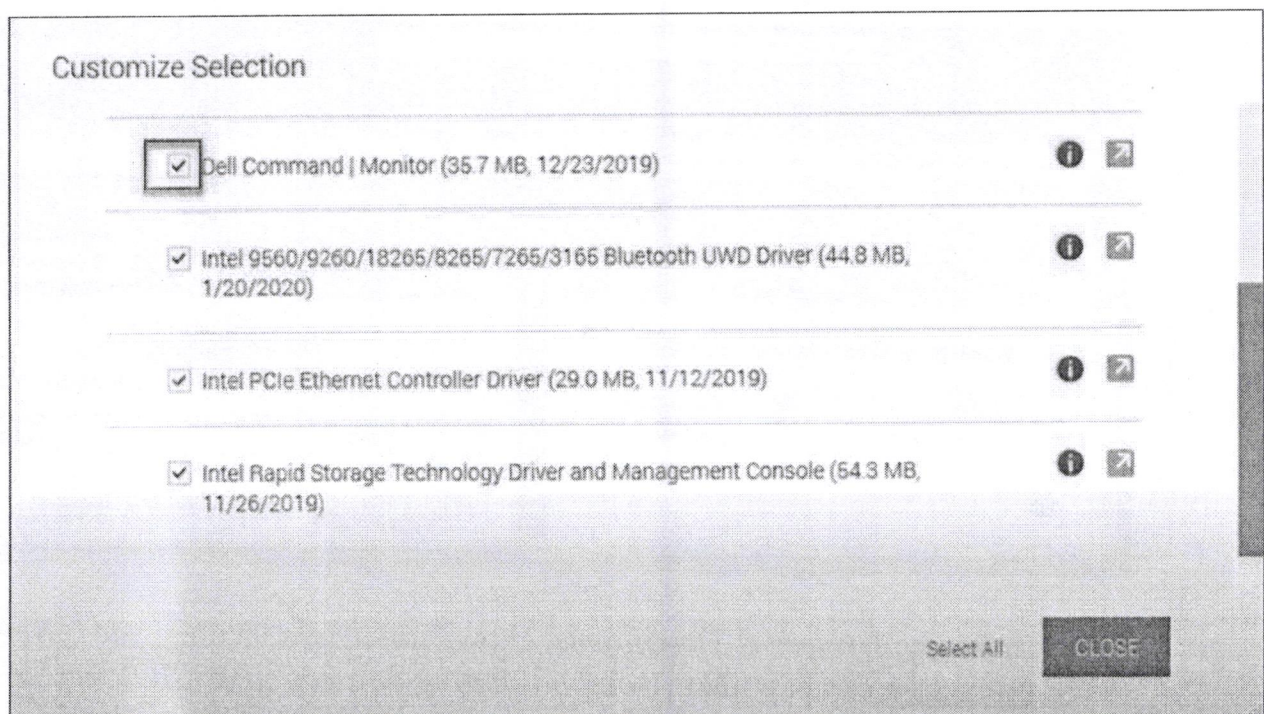 Customize Selection
Dell Command | Monitor (35.7 MB, 12/23/2019)
Intel 9560/9260/18265/8265/7265/3165 Bluetooth UWD Driver (44.8 MB,
1/20/2020)
Intel PCIe Ethernet Controller Driver (29.0 MB, 11/12/2019)
Intel Rapid Storage Technology Driver and Management Console (54.3 MB,
11/26/2019)
Select All
CLOSE